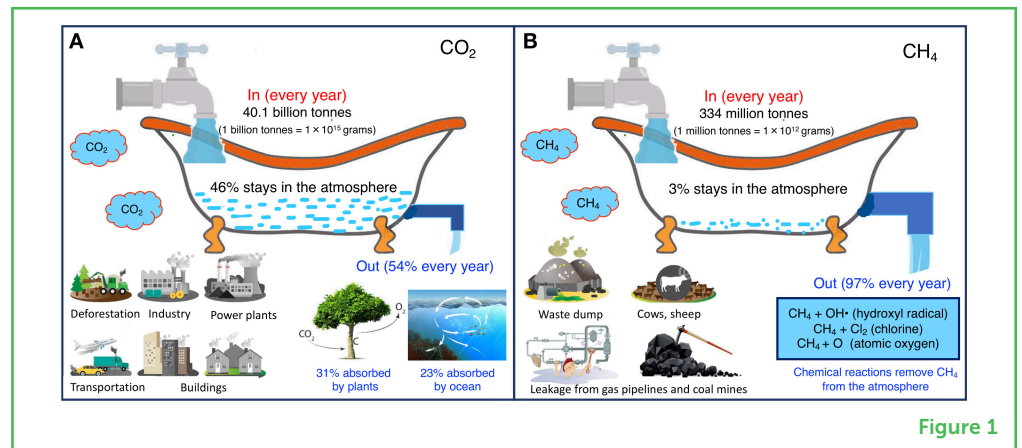 A
CO₂
In (every year)
40.1 billion tonnes
(1 billion tonnes = 1 × 10¹⁵ grams)
CO₂
46% stays in the atmosphere
CO₂
Out (54% every year)
Deforestation
Industry
Power plants
Transportation
Buildings
CO₂
O₂
C
31% absorbed
by plants
23% absorbed
by ocean
B
CH₄
In (every year)
334 million tonnes
(1 million tonnes = 1 × 10¹² grams)
CH₄
3% stays in the atmosphere
CH₄
Out (97% every year)
Waste dump
Cows, sheep
Leakage from gas pipelines and coal mines
CH₄ + OH• (hydroxyl radical)
CH₄ + Cl₂ (chlorine)
CH₄ + O (atomic oxygen)
Chemical reactions remove CH₄
from the atmosphere
Figure 1